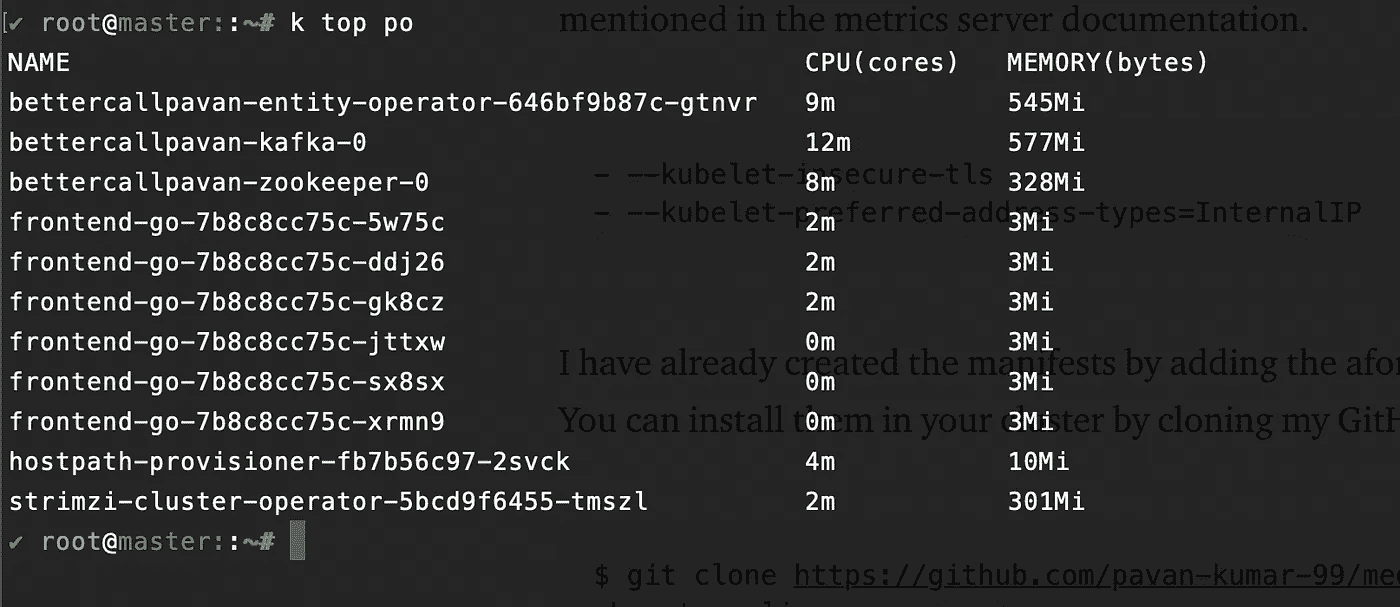 ✔ root@master::~# k top po
mentioned in the metrics server documentation.
NAME CPU(cores) MEMORY(bytes)
bettercallpavan-entity-operator-646bf9b87c-gtnvr 9m 545Mi
bettercallpavan-kafka-0 12m 577Mi
- --kubelet-insecure-tls
bettercallpavan-zookeeper-0 8m 328Mi
- --kubelet-preferred-address-types=InternalIP
frontend-go-7b8c8cc75c-5w75c 2m 3Mi
frontend-go-7b8c8cc75c-ddj26 2m 3Mi
frontend-go-7b8c8cc75c-gk8cz 2m 3Mi
frontend-go-7b8c8cc75c-jttxw 0m 3Mi
I have already created the manifests by adding the afor
frontend-go-7b8c8cc75c-sx8sx 0m 3Mi
frontend-go-7b8c8cc75c-xrmn9 0m 3Mi
You can install them in your cluster by cloning my GitH
hostpath-provisioner-fb7b56c97-2svck 4m 10Mi
strimzi-cluster-operator-5bcd9f6455-tmszl 2m 301Mi
✔ root@master::~#
$ git clone https://github.com/pavan-kumar-99/me